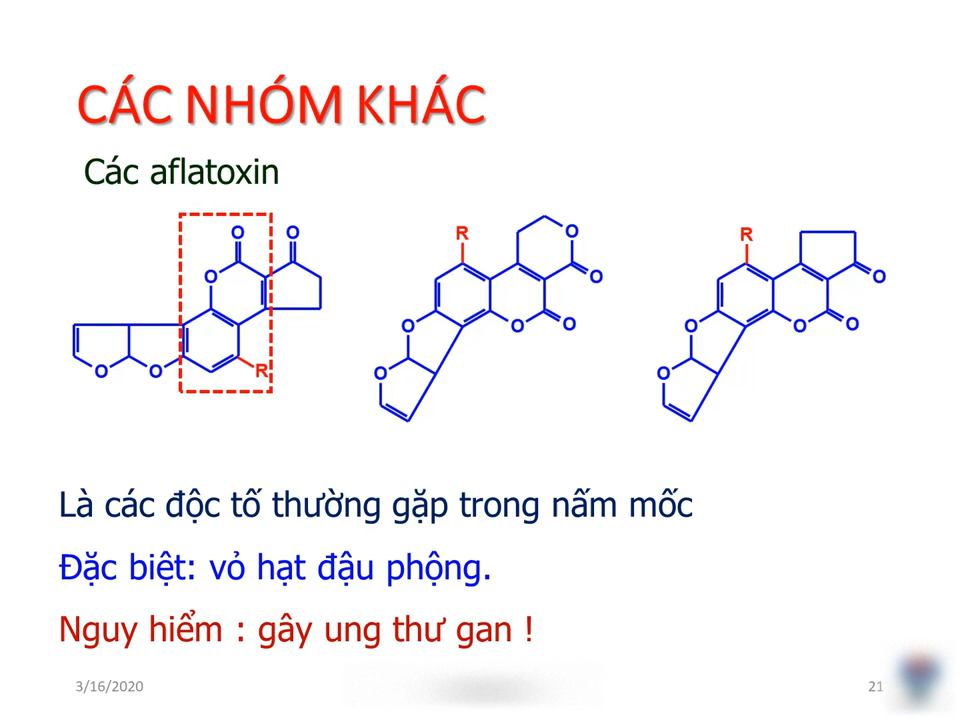 CÁC NHÓM KHÁC
Các aflatoxin
O O O R
O O R
R O O O O O O
R O O O O O
Là các độc tố thường gặp trong nấm mốc
Đặc biệt: vỏ hạt đậu phộng.
Nguy hiểm : gây ung thư gan !
3/16/2020 21